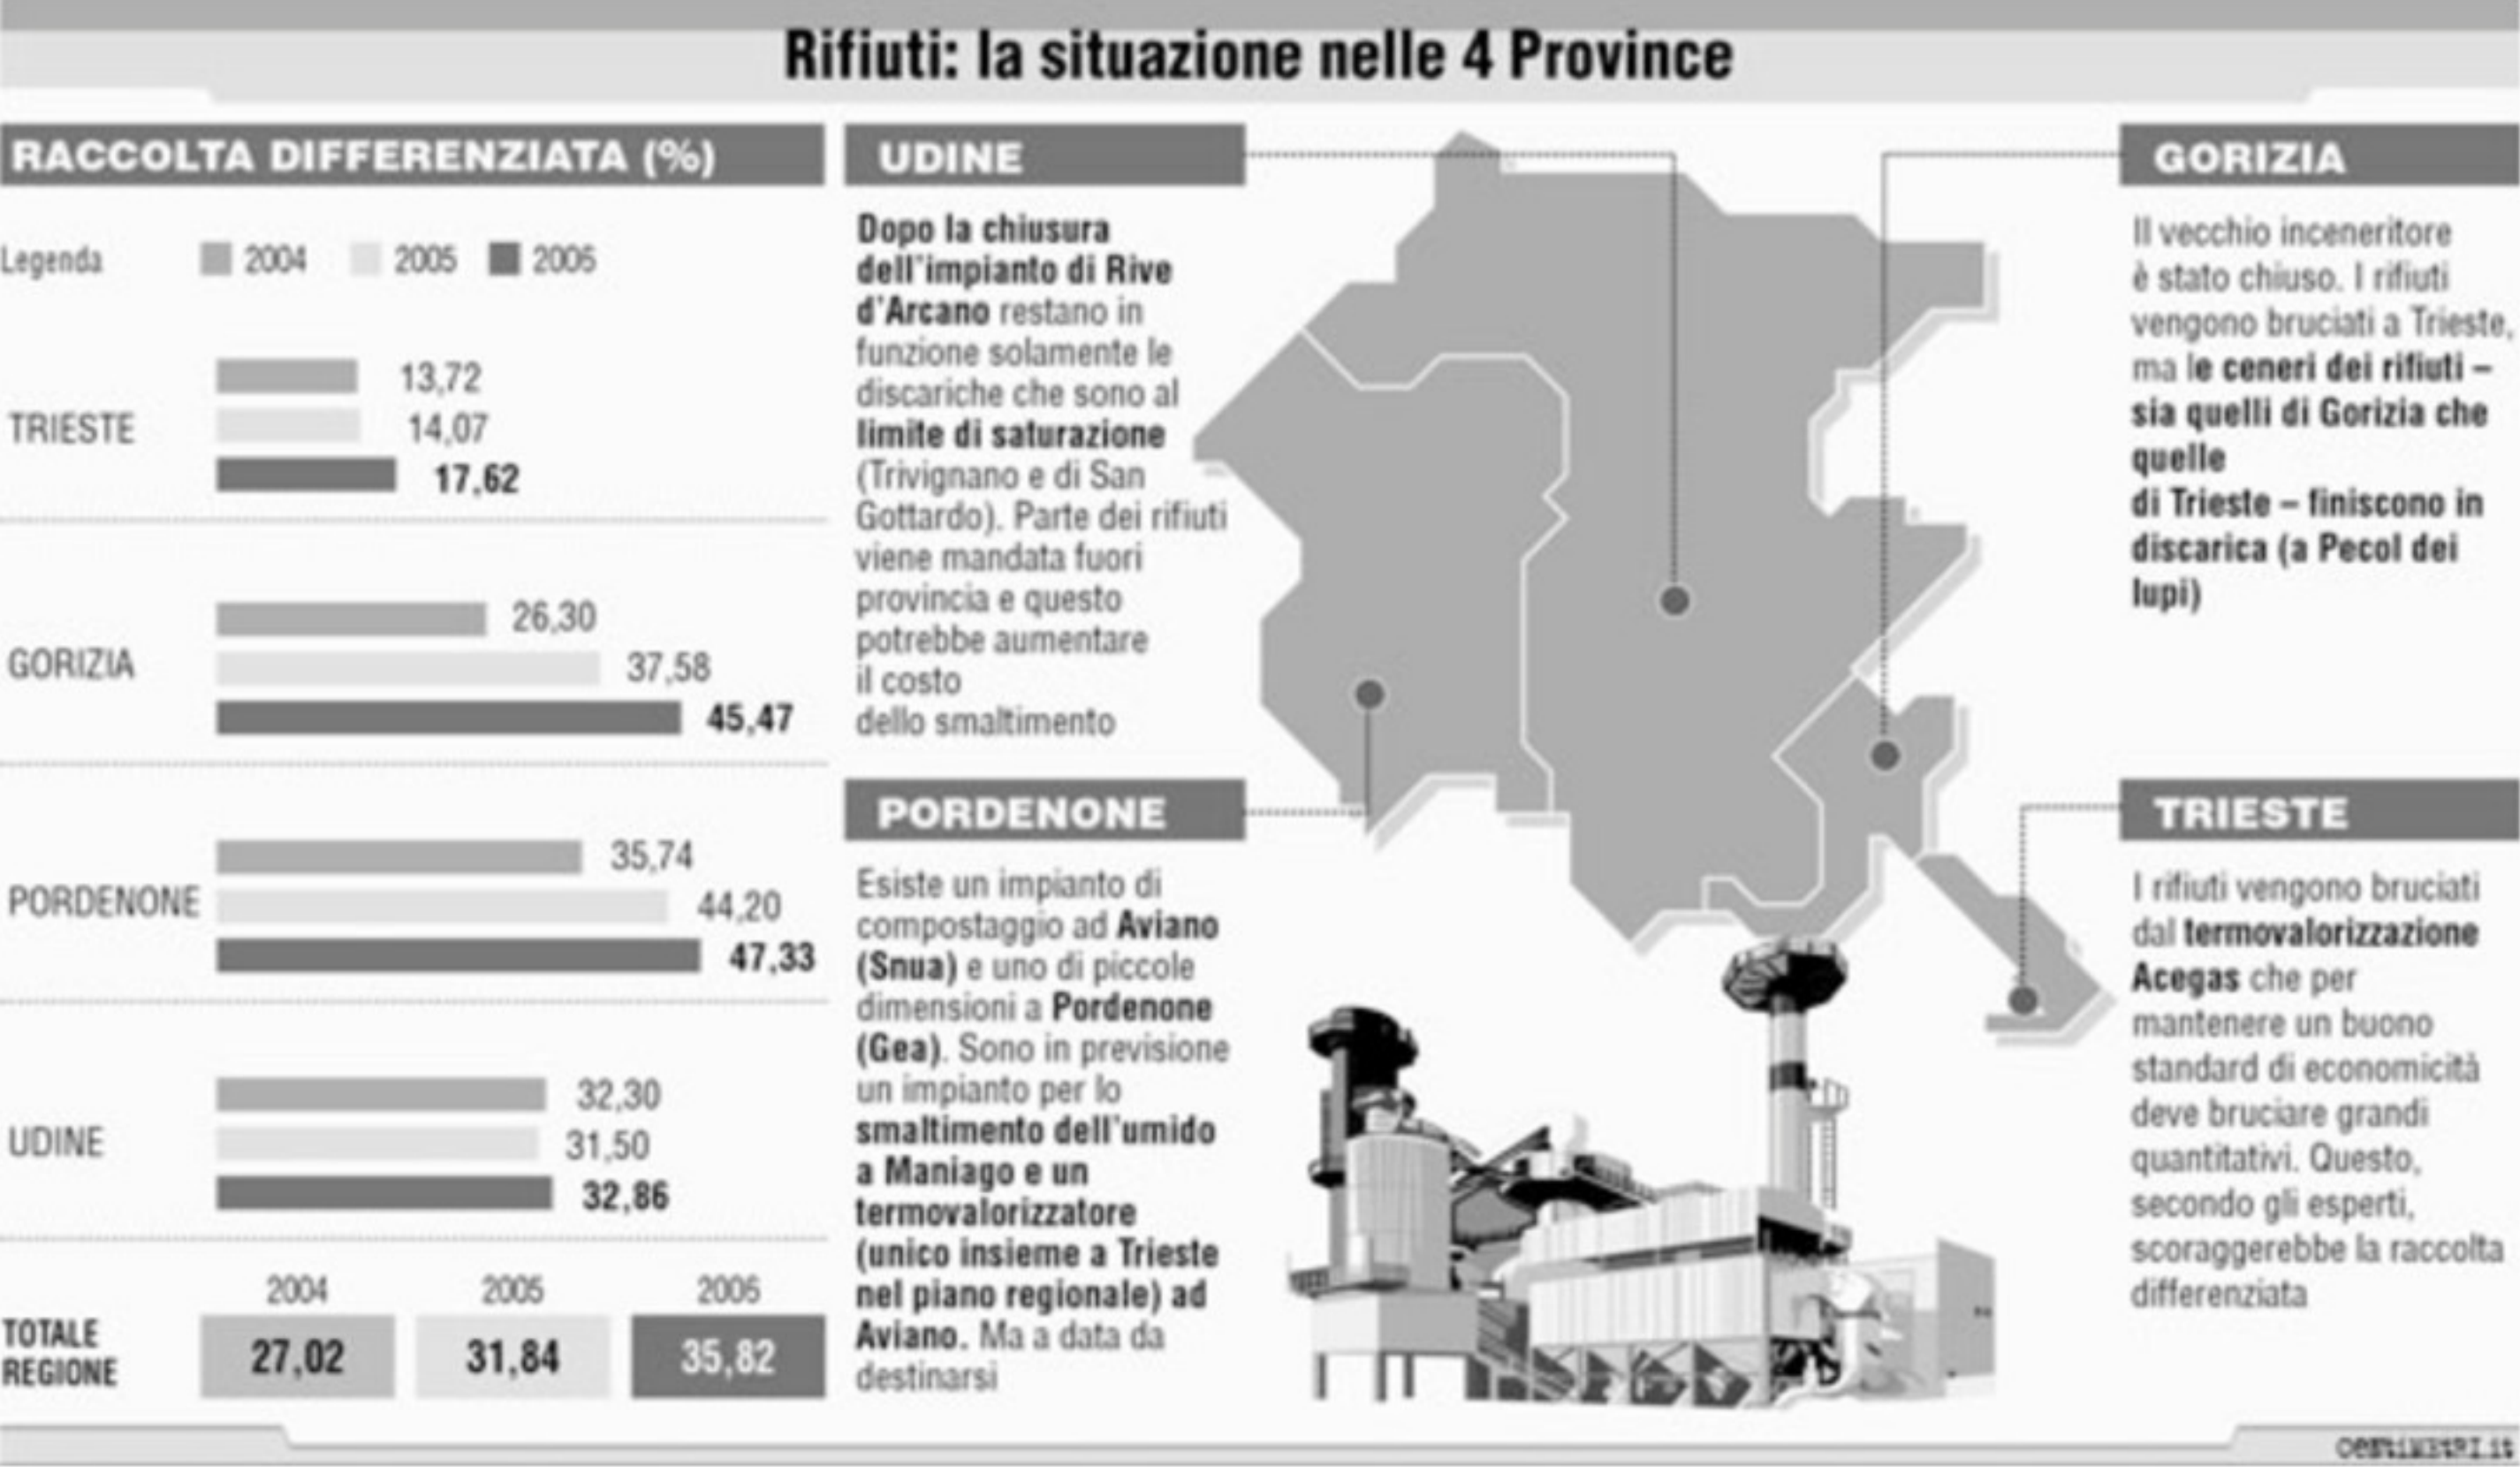 Rifiuti: la situazione nelle 4 Province
RACCOLTA DIFFERENZIATA (%)
Legenda 2004 2005 2006
TRIESTE
13,72
14,07
17,62
GORIZIA
26,30
37,58
45,47
PORDENONE
35,74
44,20
47,33
UDINE
32,30
31,50
32,86
2004 2005 2006
TOTALE
REGIONE
27,02 31,84 35,82
UDINE
Dopo la chiusura
dell'impianto di Rive
d'Arcano restano in
funzione solamente le
discariche che sono al
limite di saturazione
(Trivignano e di San
Gottardo). Parte dei rifiuti
viene mandata fuori
provincia e questo
potrebbe aumentare
il costo
dello smaltimento
PORDENONE
Esiste un impianto di
compostaggio ad Aviano
(Snua) e uno di piccole
dimensioni a Pordenone
(Gea). Sono in previsione
un impianto per lo
smaltimento dell'umido
a Maniago e un
termovalorizzatore
(unico insieme a Trieste
nel piano regionale) ad
Aviano. Ma a data da
destinarsi
GORIZIA
Il vecchio inceneritore
è stato chiuso. I rifiuti
vengono bruciati a Trieste,
ma le ceneri dei rifiuti –
sia quelli di Gorizia che
quelle
di Trieste – finiscono in
discarica (a Pecol dei
lupi)
TRIESTE
I rifiuti vengono bruciati
dal termovalorizzazione
Acegas che per
mantenere un buono
standard di economicità
deve bruciare grandi
quantitativi. Questo,
secondo gli esperti,
scoraggerebbe la raccolta
differenziata
CENTIMETRI.it